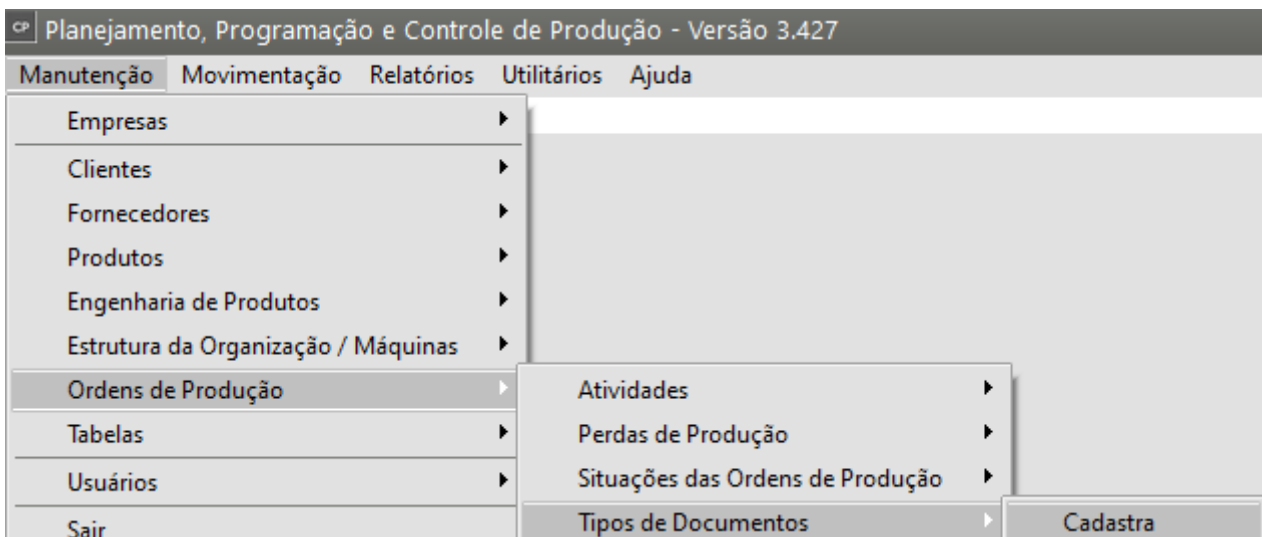 CP Planejamento, Programação e Controle de Produção - Versão 3.427
Manutenção Movimentação Relatórios Utilitários Ajuda
Empresas
Clientes
Fornecedores
Produtos
Engenharia de Produtos
Estrutura da Organização / Máquinas
Ordens de Produção
Tabelas
Usuários
Sair
Atividades
Perdas de Produção
Situações das Ordens de Produção
Tipos de Documentos
Cadastra